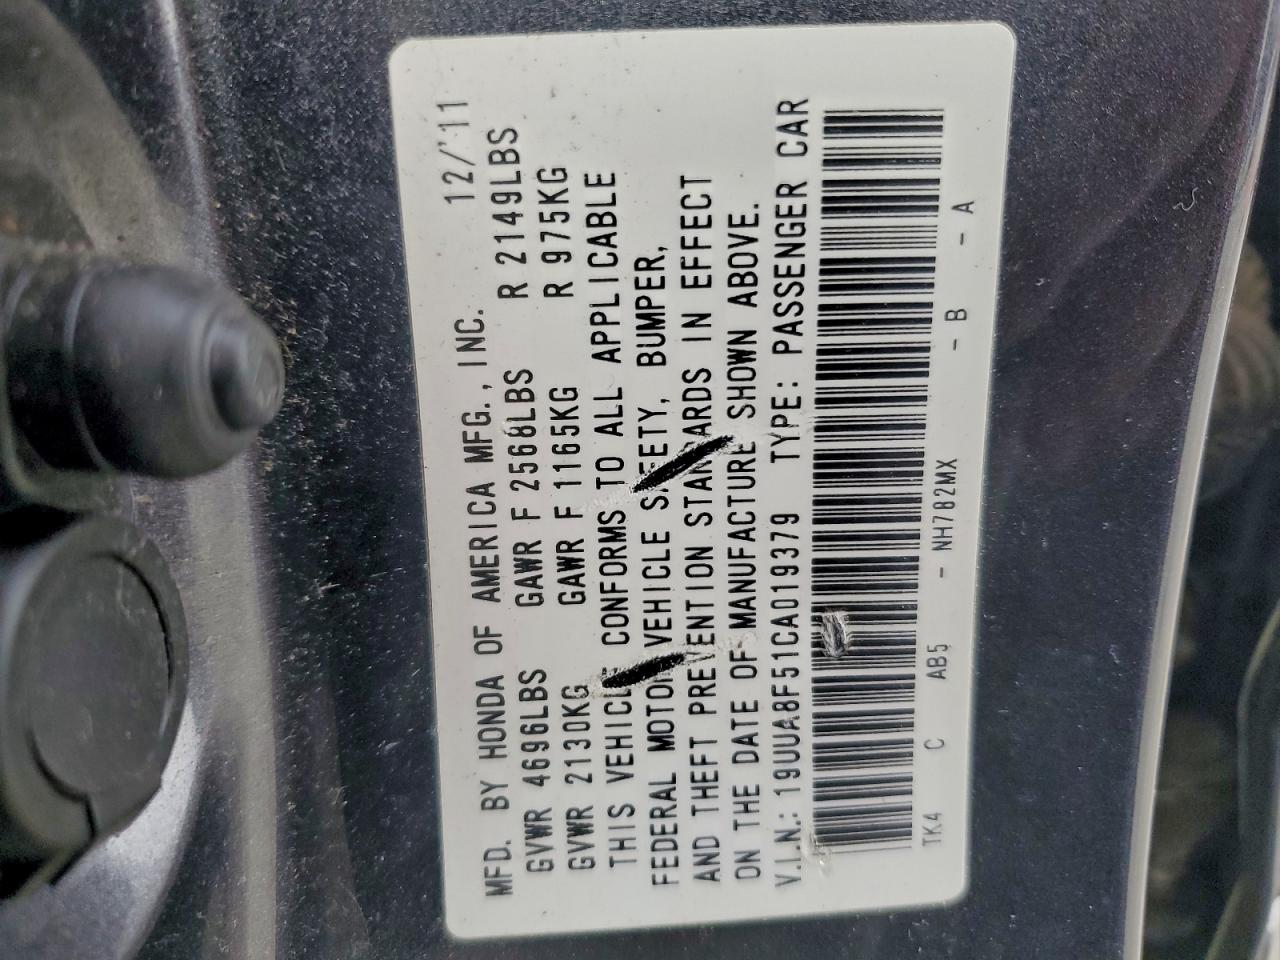 MFD. BY HONDA OF AMERICA MFG., INC. 12/'11
GVWR 4696LBS GAWR F 2568LBS R 2149LBS
GVWR 2130KG GAWR F 1165KG R 975KG
THIS VEHICLE CONFORMS TO ALL APPLICABLE
FEDERAL MOTOR VEHICLE SAFETY, BUMPER,
AND THEFT PREVENTION STANDARDS IN EFFECT
ON THE DATE OF MANUFACTURE SHOWN ABOVE.
V.I.N.: 19UUA8F51CA019379 TYPE: PASSENGER CAR
TK4 C AB5 - NH782MX - B - A